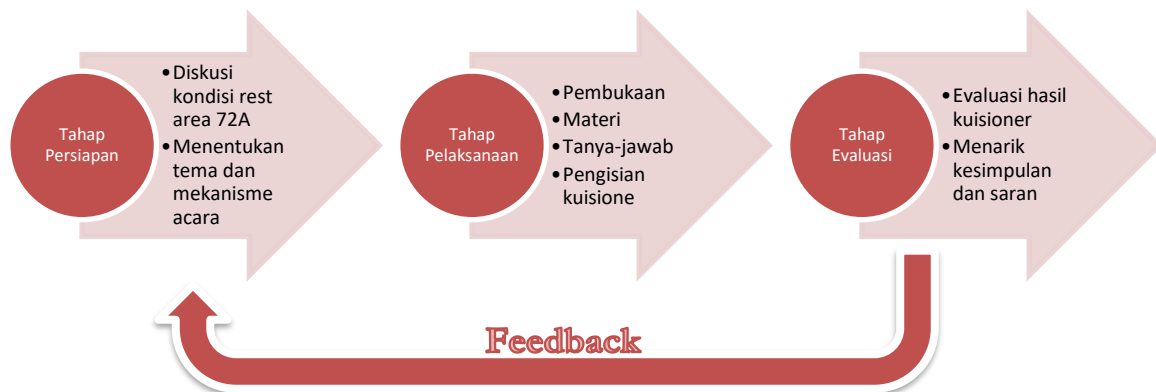 Tahap
Persiapan
•Diskusi
kondisi rest
area 72A
•Menentukan
tema dan
mekanisme
acara
Tahap
Pelaksanaan
•Pembukaan
•Materi
•Tanya-jawab
•Pengisian
kuisione
Tahap
Evaluasi
•Evaluasi hasil
kuisioner
•Menarik
kesimpulan
dan saran
Feedback